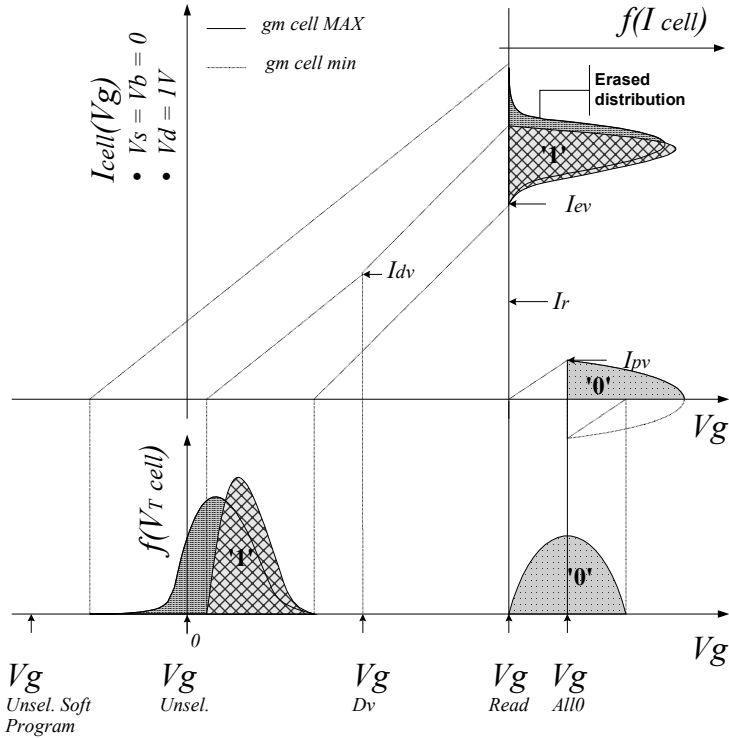 gm cell MAX
gm cell min
f(I cell)
Icell(Vg)
• Vs = Vb = 0
• Vd = 1V
Erased
distribution
'1'
Iev
Idv
Ir
Ipv
'0'
Vg
f(VT cell)
'1'
'0'
0
Vg
Vg
Unsel. Soft
Program
Vg
Unsel.
Vg
Dv
Vg
Read
Vg
All0